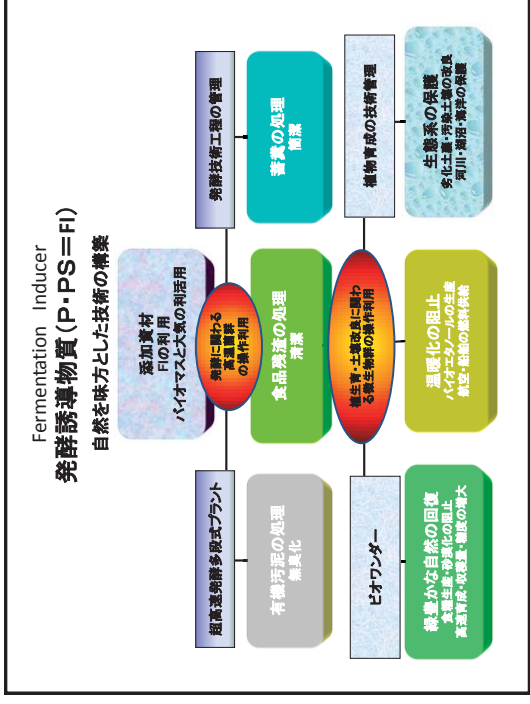 Fermentation Inducer
発酵誘導物質(P・PS=FI)
自然を味方とした技術の構築
添加資材
FIの利用
バイオマスと大気の利活用
超高速発酵多段式プラント
発酵に関わる
高温菌群
の操作利用
発酵技術工程の管理
有機汚泥の処理
無臭化
食品残渣の処理
清潔
蓄糞の処理
簡潔
ビオワンダー
植生育・土壌改良に関わ
る微生物群の操作利用
植物育成の技術管理
緑豊かな自然の回復
食糧生産・砂漠化の阻止
高速育成・収穫量・糖度の増大
温暖化の阻止
バイオエタノールの生産
航空・船舶の燃料供給
生態系の保護
劣化土壌・汚染土壌の改良
河川・湖沼・海洋の保護